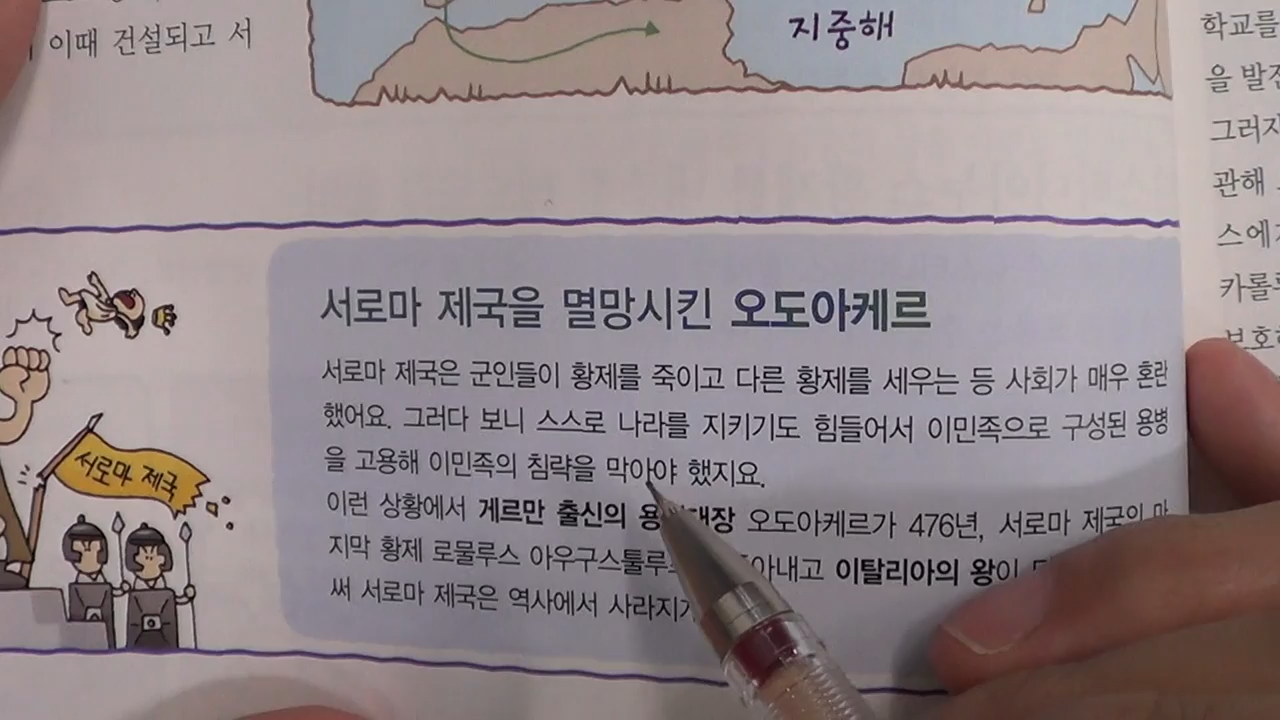 이때 건설되고 서
지중해
서로마 제국을 멸망시킨 오도아케르
서로마 제국은 군인들이 황제를 죽이고 다른 황제를 세우는 등 사회가 매우 혼란
했어요. 그러다 보니 스스로 나라를 지키기도 힘들어서 이민족으로 구성된 용병
을 고용해 이민족의 침략을 막아야 했지요.
이런 상황에서 게르만 출신의 오도아케르가 476년, 서로마 제국의 마
지막 황제 로물루스 아우구스툴루 이탈리아의 왕이
써 서로마 제국은 역사에서 사라지
서로마 제국
학교를
을 발전
그러자
관해
스에
카롤